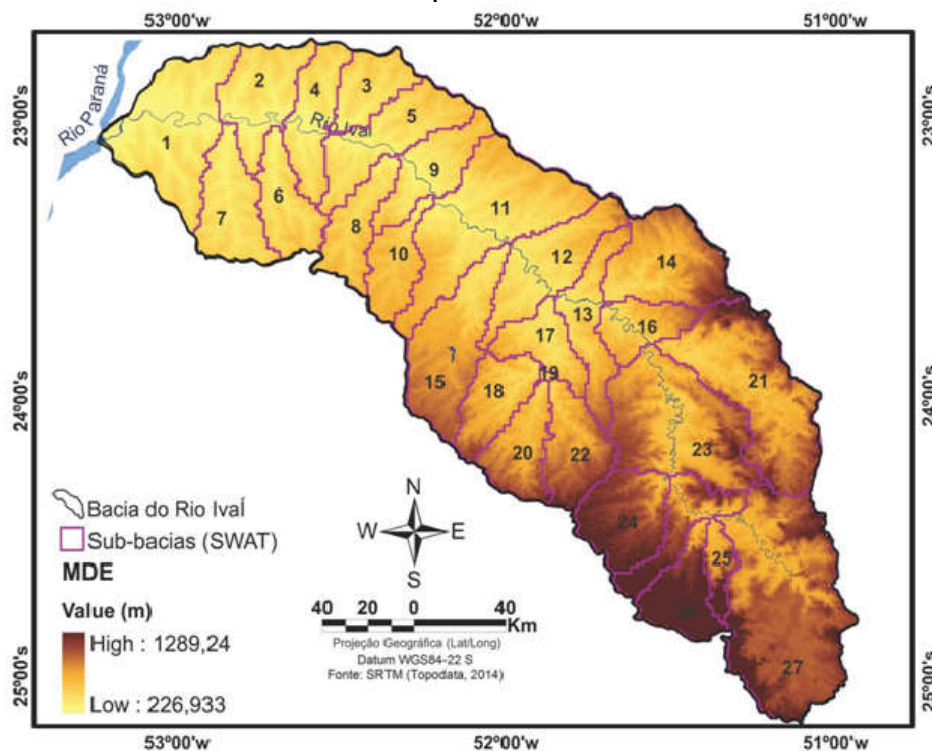 53°00'w 52°00'w 51°00'w
23°00's
23°00's
24°00's
24°00's
25°00's
25°00's
Rio Paraná
Rio Ivaí
2
4
3
5
1
9
7
6
11
8
12
10
14
13
16
17
15
19
21
18
20
22
23
24
25
27
Bacia do Rio Ivaí
Sub-bacias (SWAT)
MDE
Value (m)
High : 1289,24
Low : 226,933
N
W E
S
40 20 0 40
Km
Projeção Geográfica (Lat/Long)
Datum WGS84-22 S
Fonte: SRTM (Topodata, 2014)
53°00'w 52°00'w 51°00'w